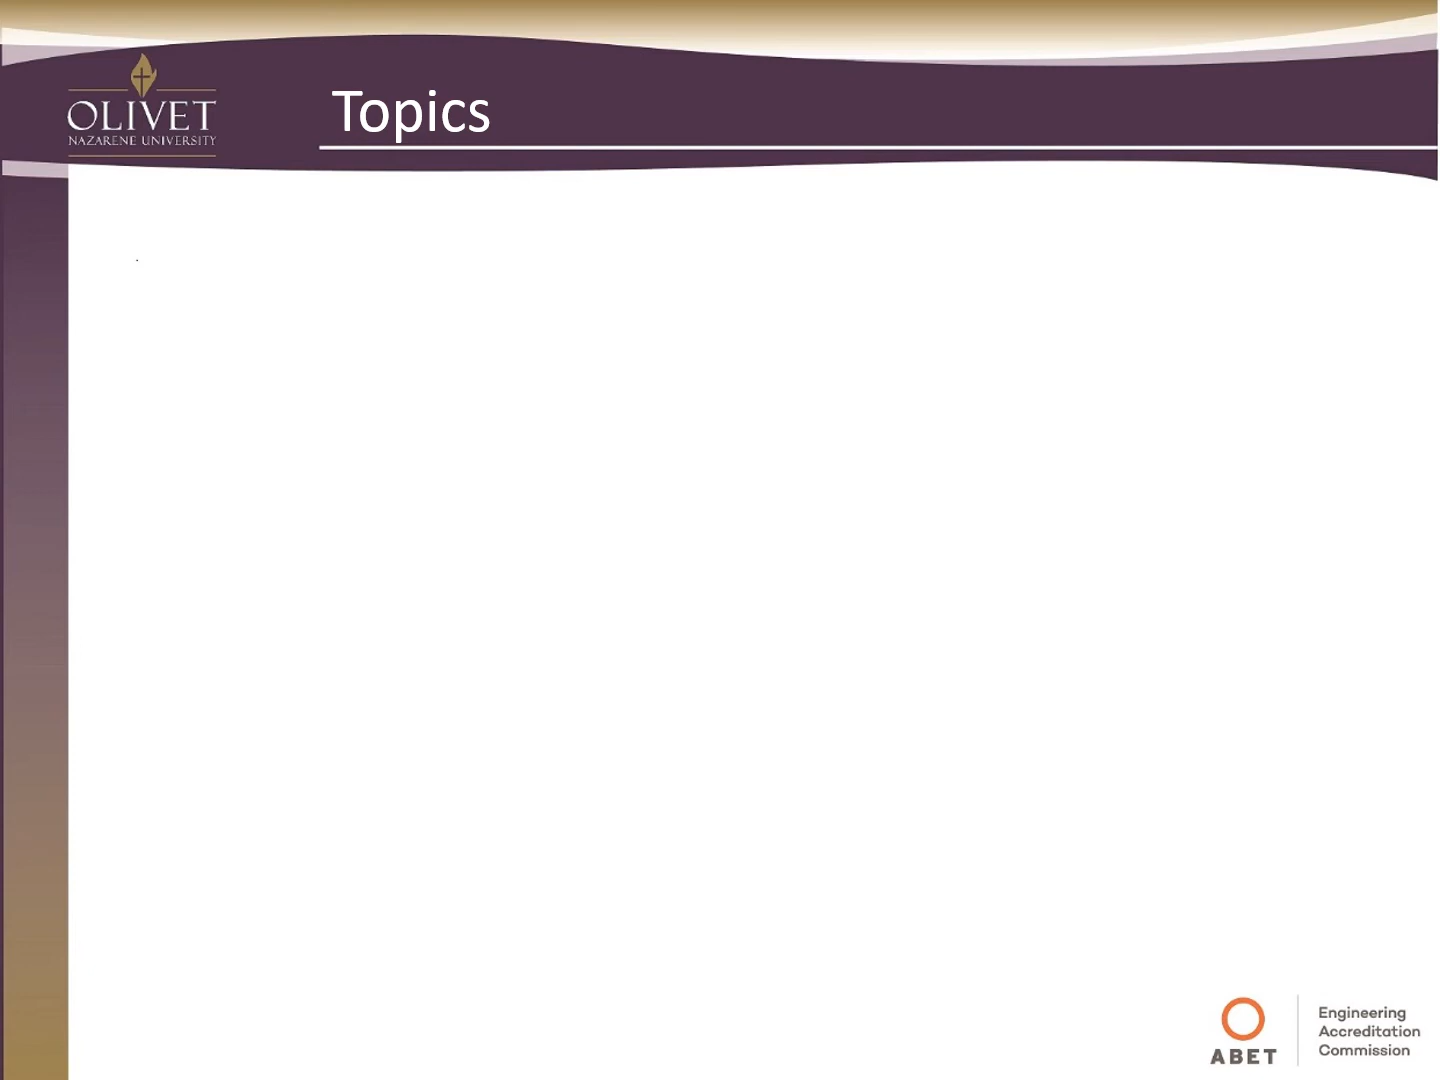 OLIVET
NAZARENE UNIVERSITY
Topics
.
ABET
Engineering
Accreditation
Commission